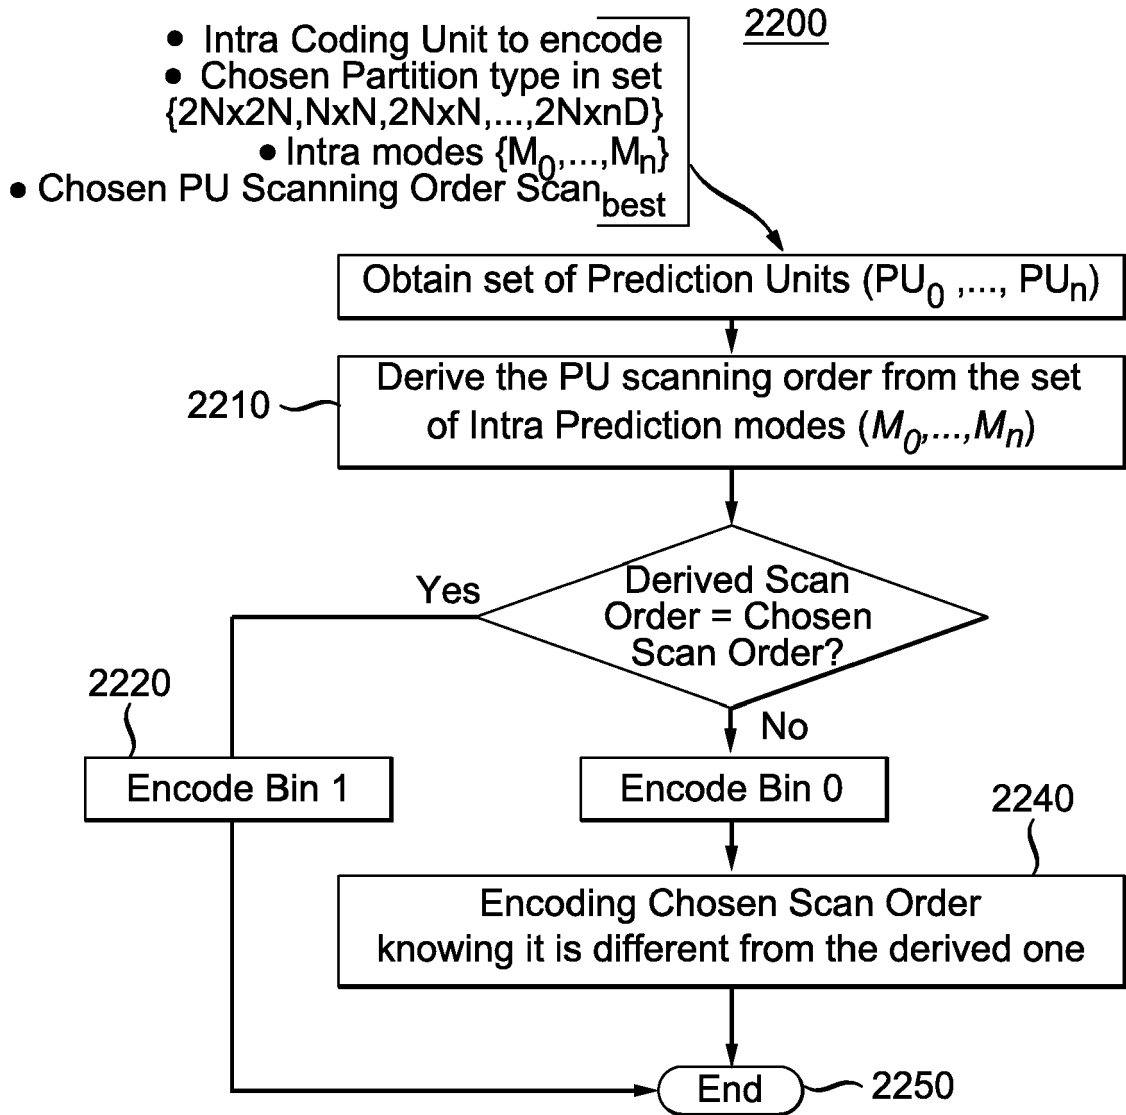 2200
• Intra Coding Unit to encode
• Chosen Partition type in set
{2Nx2N,NxN,2NxN,...,2NxnD}
• Intra modes {M0,...,Mn}
• Chosen PU Scanning Order Scanbest
Obtain set of Prediction Units (PU0 ,..., PUn)
2210
Derive the PU scanning order from the set
of Intra Prediction modes (M0,...,Mn)
Yes
Derived Scan
Order = Chosen
Scan Order?
2220
No
Encode Bin 1
Encode Bin 0
2240
Encoding Chosen Scan Order
knowing it is different from the derived one
End
2250